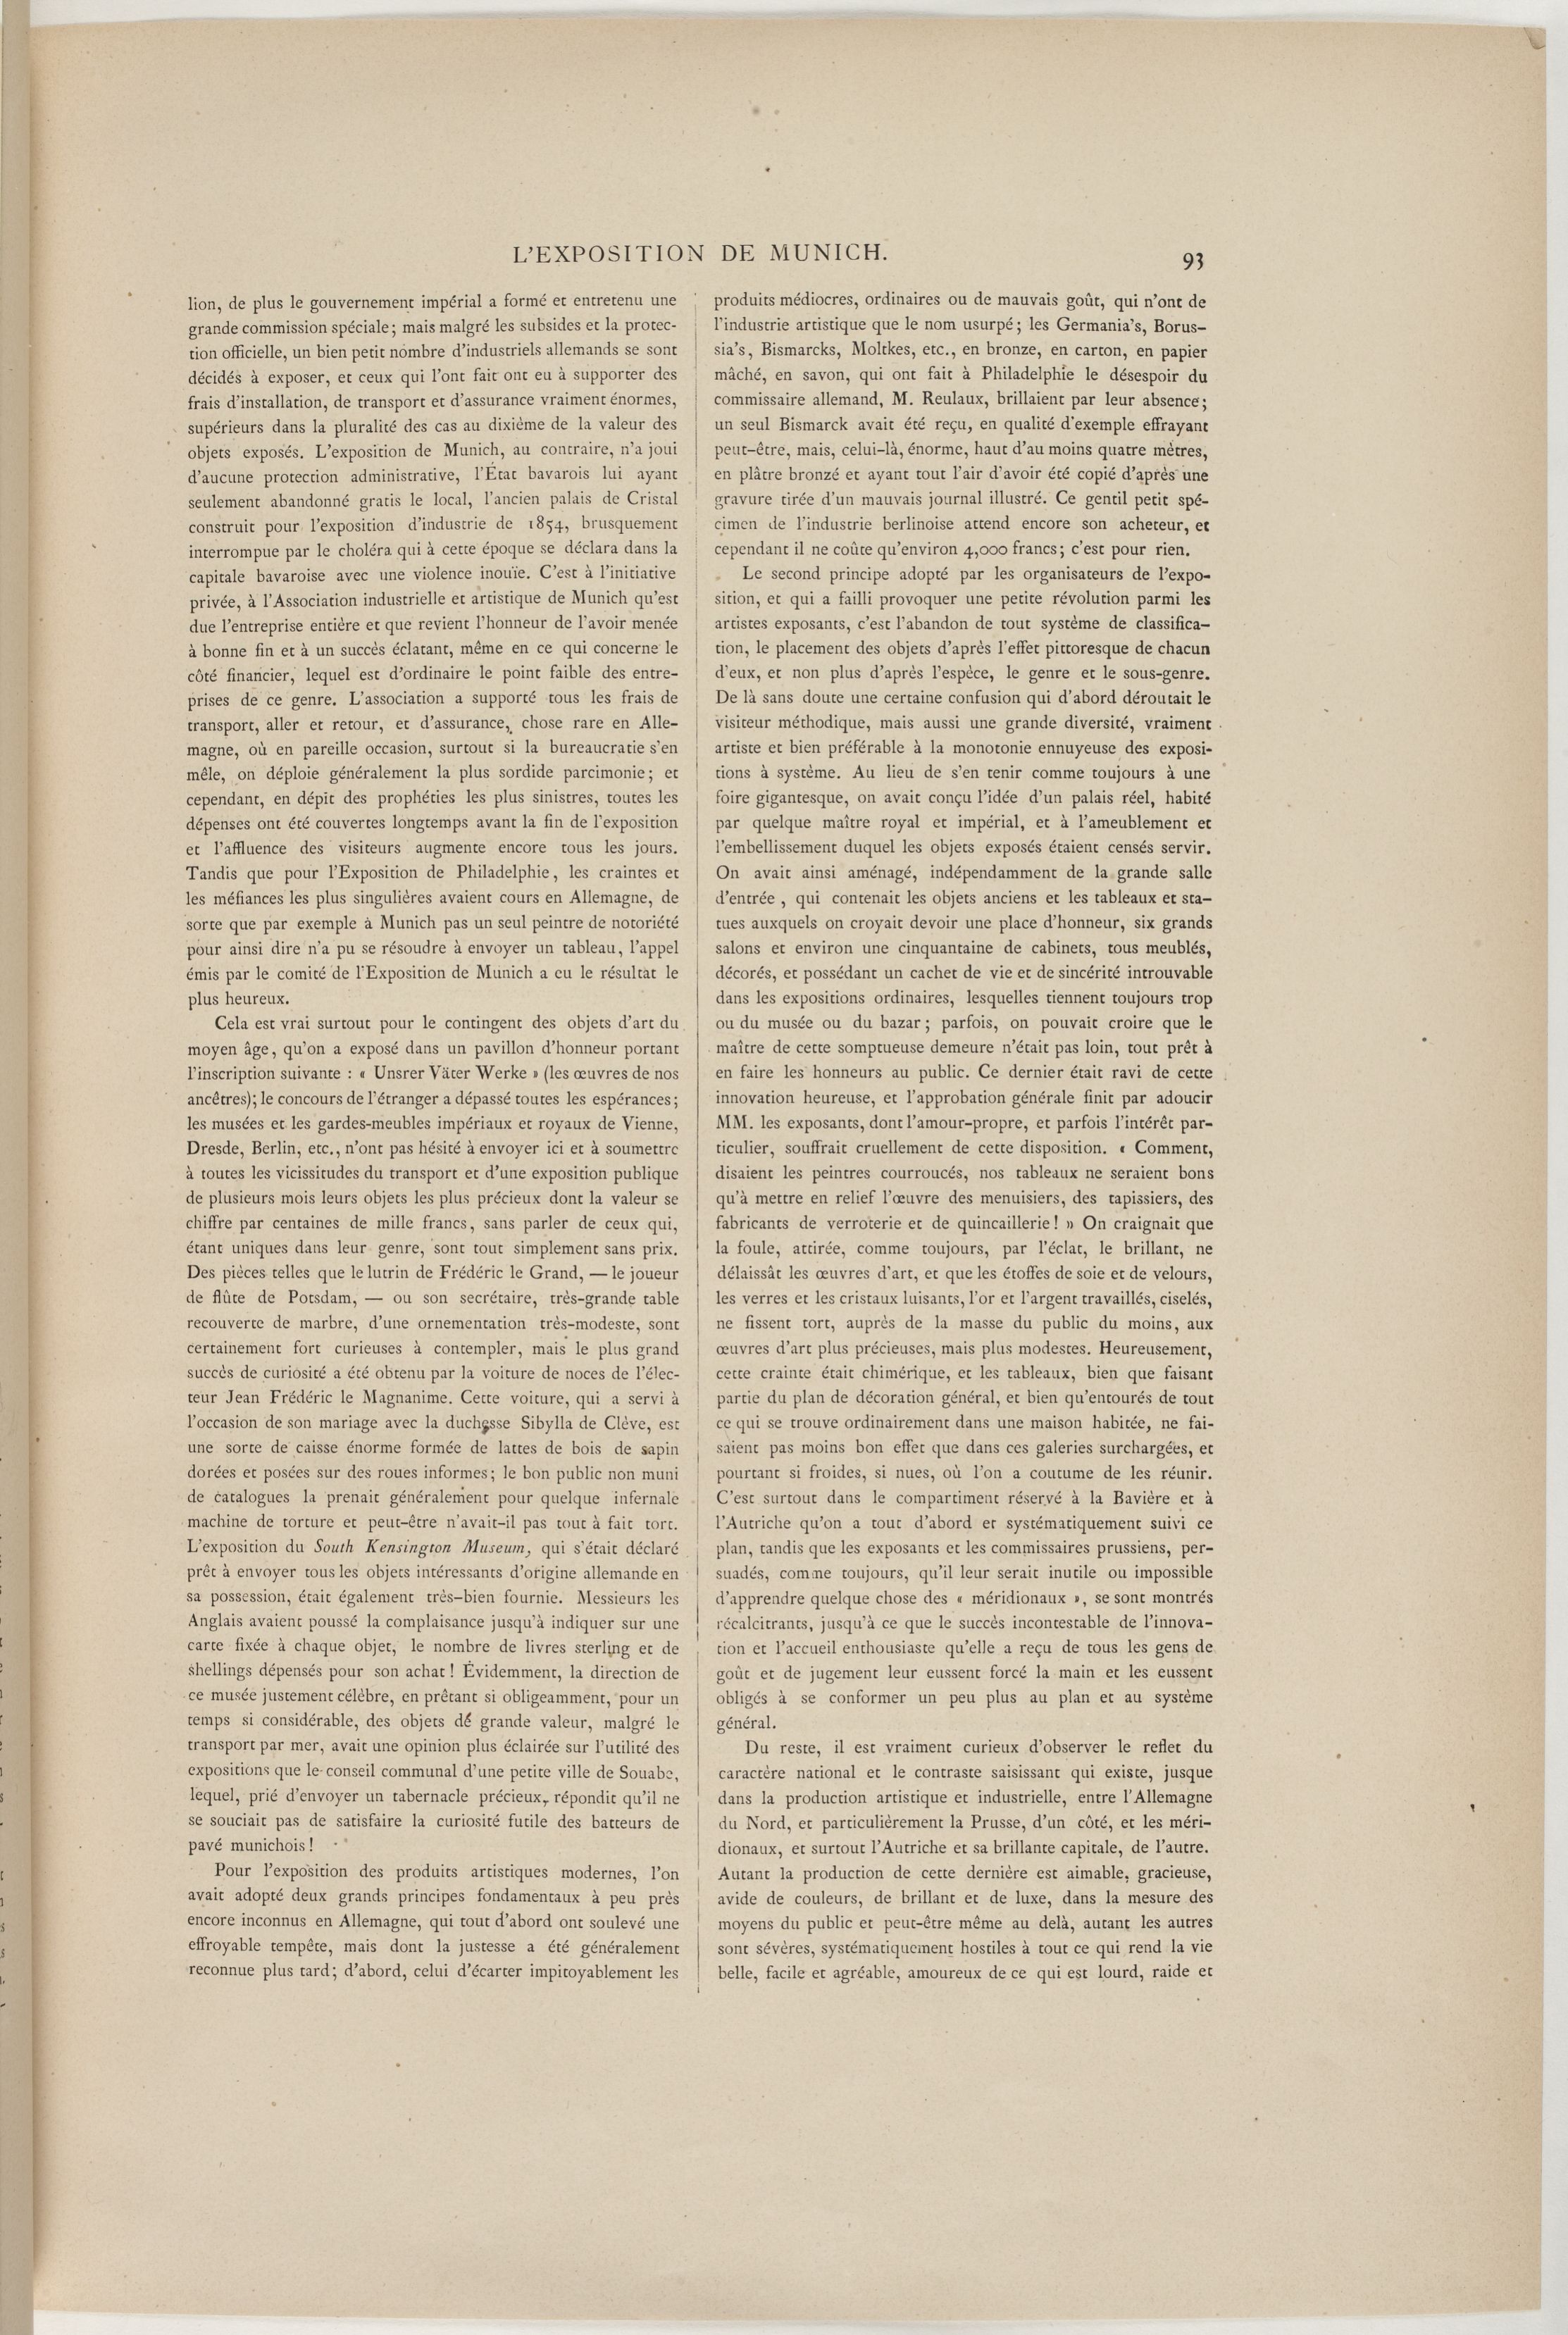 L'EXPOSITION DE MUNICH.
93
lion, de plus le gouvernement impérial a formé et entretenu une
grande commission spéciale; mais malgré les subsides et la protec-
tion officielle, un bien petit nombre d'industriels allemands se sont
décidés à exposer, et ceux qui l'ont fait ont eu à supporter des
frais d'installation, de transport et d'assurance vraiment énormes,
supérieurs dans la pluralité des cas au dixième de la valeur des
objets exposés. L'exposition de Munich, au contraire, n'a joui
d'aucune protection administrative, l'État bavarois lui ayant
seulement abandonné gratis le local, l'ancien palais de Cristal
construit pour l'exposition d'industrie de 1854, brusquement
interrompue par le choléra qui à cette époque se déclara dans la
capitale bavaroise avec une violence inouïe. C'est à l'initiative
privée, à l'Association industrielle et artistique de Munich qu'est
due l'entreprise entière et que revient l'honneur de l'avoir menée
à bonne fin et à un succès éclatant, même en ce qui concerne le
côté financier, lequel est d'ordinaire le point faible des entre-
prises de ce genre. L'association a supporté tous les frais de
transport, aller et retour, et d'assurance, chose rare en Alle-
magne, où en pareille occasion, surtout si la bureaucratie s'en
mêle, on déploie généralement la plus sordide parcimonie; et
cependant, en dépit des prophéties les plus sinistres, toutes les
dépenses ont été couvertes longtemps avant la fin de l'exposition
et l'affluence des visiteurs augmente encore tous les jours.
Tandis que pour l'Exposition de Philadelphie, les craintes et
les méfiances les plus singulières avaient cours en Allemagne, de
sorte que par exemple à Munich pas un seul peintre de notoriété
pour ainsi dire n'a pu se résoudre à envoyer un tableau, l'appel
émis par le comité de l'Exposition de Munich a eu le résultat le
plus heureux.
Cela est vrai surtout pour le contingent des objets d'art du
moyen âge, qu'on a exposé dans un pavillon d'honneur portant
l'inscription suivante : « Unsrer Väter Werke » (les œuvres de nos
ancêtres); le concours de l'étranger a dépassé toutes les espérances;
les musées et les gardes-meubles impériaux et royaux de Vienne,
Dresde, Berlin, etc., n'ont pas hésité à envoyer ici et à soumettre
à toutes les vicissitudes du transport et d'une exposition publique
de plusieurs mois leurs objets les plus précieux dont la valeur se
chiffre par centaines de mille francs, sans parler de ceux qui,
étant uniques dans leur genre, sont tout simplement sans prix.
Des pièces telles que le lutrin de Frédéric le Grand, — le joueur
de flûte de Potsdam, — ou son secrétaire, très-grande table
recouverte de marbre, d'une ornementation très-modeste, sont
certainement fort curieuses à contempler, mais le plus grand
succès de curiosité a été obtenu par la voiture de noces de l'élec-
teur Jean Frédéric le Magnanime. Cette voiture, qui a servi à
l'occasion de son mariage avec la duchesse Sibylla de Clève, est
une sorte de caisse énorme formée de lattes de bois de sapin
dorées et posées sur des roues informes; le bon public non muni
de catalogues la prenait généralement pour quelque infernale
machine de torture et peut-être n'avait-il pas tout à fait tort.
L'exposition du South Kensington Museum, qui s'était déclaré
prêt à envoyer tous les objets intéressants d'origine allemande en
sa possession, était également très-bien fournie. Messieurs les
Anglais avaient poussé la complaisance jusqu'à indiquer sur une
carte fixée à chaque objet, le nombre de livres sterling et de
shellings dépensés pour son achat! Évidemment, la direction de
ce musée justement célèbre, en prêtant si obligeamment, pour un
temps si considérable, des objets dé grande valeur, malgré le
transport par mer, avait une opinion plus éclairée sur l'utilité des
expositions que le conseil communal d'une petite ville de Souabe,
lequel, prié d'envoyer un tabernacle précieux, répondit qu'il ne
se souciait pas de satisfaire la curiosité futile des batteurs de
pavé munichois!
Pour l'exposition des produits artistiques modernes, l'on
avait adopté deux grands principes fondamentaux à peu près
encore inconnus en Allemagne, qui tout d'abord ont soulevé une
effroyable tempête, mais dont la justesse a été généralement
reconnue plus tard; d'abord, celui d'écarter impitoyablement les
produits médiocres, ordinaires ou de mauvais goût, qui n'ont de
l'industrie artistique que le nom usurpé; les Germania's, Borus-
sia's, Bismarcks, Moltkes, etc., en bronze, en carton, en papier
mâché, en savon, qui ont fait à Philadelphie le désespoir du
commissaire allemand, M. Reulaux, brillaient par leur absence;
un seul Bismarck avait été reçu, en qualité d'exemple effrayant
peut-être, mais, celui-là, énorme, haut d'au moins quatre mètres,
en plâtre bronzé et ayant tout l'air d'avoir été copié d'après une
gravure tirée d'un mauvais journal illustré. Ce gentil petit spé-
cimen de l'industrie berlinoise attend encore son acheteur, et
cependant il ne coûte qu'environ 4,000 francs; c'est pour rien.
Le second principe adopté par les organisateurs de l'expo-
sition, et qui a failli provoquer une petite révolution parmi les
artistes exposants, c'est l'abandon de tout système de classifica-
tion, le placement des objets d'après l'effet pittoresque de chacun
d'eux, et non plus d'après l'espèce, le genre et le sous-genre.
De là sans doute une certaine confusion qui d'abord déroutait le
visiteur méthodique, mais aussi une grande diversité, vraiment
artiste et bien préférable à la monotonie ennuyeuse des exposi-
tions à système. Au lieu de s'en tenir comme toujours à une
foire gigantesque, on avait conçu l'idée d'un palais réel, habité
par quelque maître royal et impérial, et à l'ameublement et
l'embellissement duquel les objets exposés étaient censés servir.
On avait ainsi aménagé, indépendamment de la grande salle
d'entrée , qui contenait les objets anciens et les tableaux et sta-
tues auxquels on croyait devoir une place d'honneur, six grands
salons et environ une cinquantaine de cabinets, tous meublés,
décorés, et possédant un cachet de vie et de sincérité introuvable
dans les expositions ordinaires, lesquelles tiennent toujours trop
ou du musée ou du bazar; parfois, on pouvait croire que le
maître de cette somptueuse demeure n'était pas loin, tout prêt à
en faire les honneurs au public. Ce dernier était ravi de cette
innovation heureuse, et l'approbation générale finit par adoucir
MM. les exposants, dont l'amour-propre, et parfois l'intérêt par-
ticulier, souffrait cruellement de cette disposition. « Comment,
disaient les peintres courroucés, nos tableaux ne seraient bons
qu'à mettre en relief l'œuvre des menuisiers, des tapissiers, des
fabricants de verroterie et de quincaillerie! » On craignait que
la foule, attirée, comme toujours, par l'éclat, le brillant, ne
délaissât les œuvres d'art, et que les étoffes de soie et de velours,
les verres et les cristaux luisants, l'or et l'argent travaillés, ciselés,
ne fissent tort, auprès de la masse du public du moins, aux
œuvres d'art plus précieuses, mais plus modestes. Heureusement,
cette crainte était chimérique, et les tableaux, bien que faisant
partie du plan de décoration général, et bien qu'entourés de tout
ce qui se trouve ordinairement dans une maison habitée, ne fai-
saient pas moins bon effet que dans ces galeries surchargées, et
pourtant si froides, si nues, où l'on a coutume de les réunir.
C'est surtout dans le compartiment réservé à la Bavière et à
l'Autriche qu'on a tout d'abord et systématiquement suivi ce
plan, tandis que les exposants et les commissaires prussiens, per-
suadés, comme toujours, qu'il leur serait inutile ou impossible
d'apprendre quelque chose des « méridionaux », se sont montrés
récalcitrants, jusqu'à ce que le succès incontestable de l'innova-
tion et l'accueil enthousiaste qu'elle a reçu de tous les gens de
goût et de jugement leur eussent forcé la main et les eussent
obligés à se conformer un peu plus au plan et au système
général.
Du reste, il est vraiment curieux d'observer le reflet du
caractère national et le contraste saisissant qui existe, jusque
dans la production artistique et industrielle, entre l'Allemagne
du Nord, et particulièrement la Prusse, d'un côté, et les méri-
dionaux, et surtout l'Autriche et sa brillante capitale, de l'autre.
Autant la production de cette dernière est aimable, gracieuse,
avide de couleurs, de brillant et de luxe, dans la mesure des
moyens du public et peut-être même au delà, autant les autres
sont sévères, systématiquement hostiles à tout ce qui rend la vie
belle, facile et agréable, amoureux de ce qui est lourd, raide et